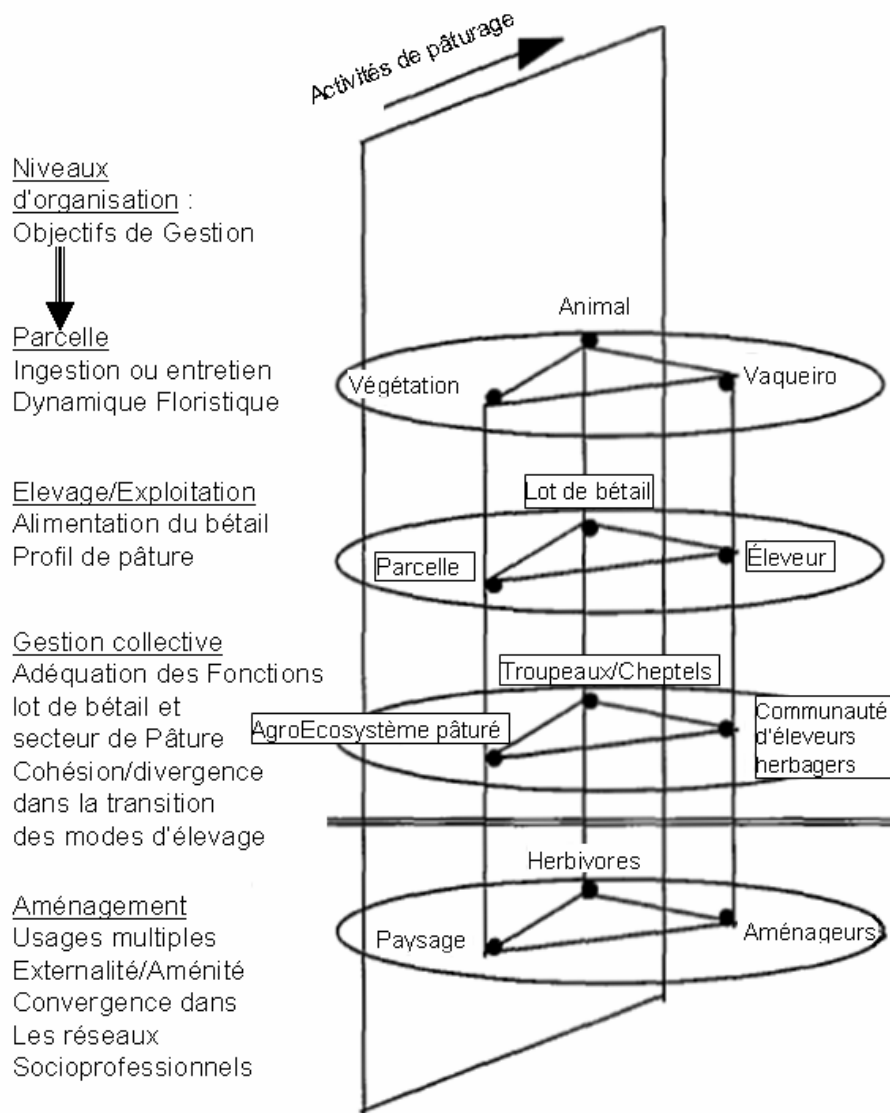 Activités de pâturage
Niveaux
d'organisation :
Objectifs de Gestion
Parcelle
Ingestion ou entretien
Dynamique Floristique
Animal
Végétation
Vaqueiro
Elevage/Exploitation
Alimentation du bétail
Profil de pâture
Lot de bétail
Parcelle
Éleveur
Gestion collective
Adéquation des Fonctions
lot de bétail et
secteur de Pâture
Cohésion/divergence
dans la transition
des modes d'élevage
Troupeaux/Cheptels
AgroEcosystème pâturé
Communauté
d'éleveurs
herbagers
Aménagement
Usages multiples
Externalité/Aménité
Convergence dans
Les réseaux
Socioprofessionnels
Herbivores
Paysage
Aménageurs